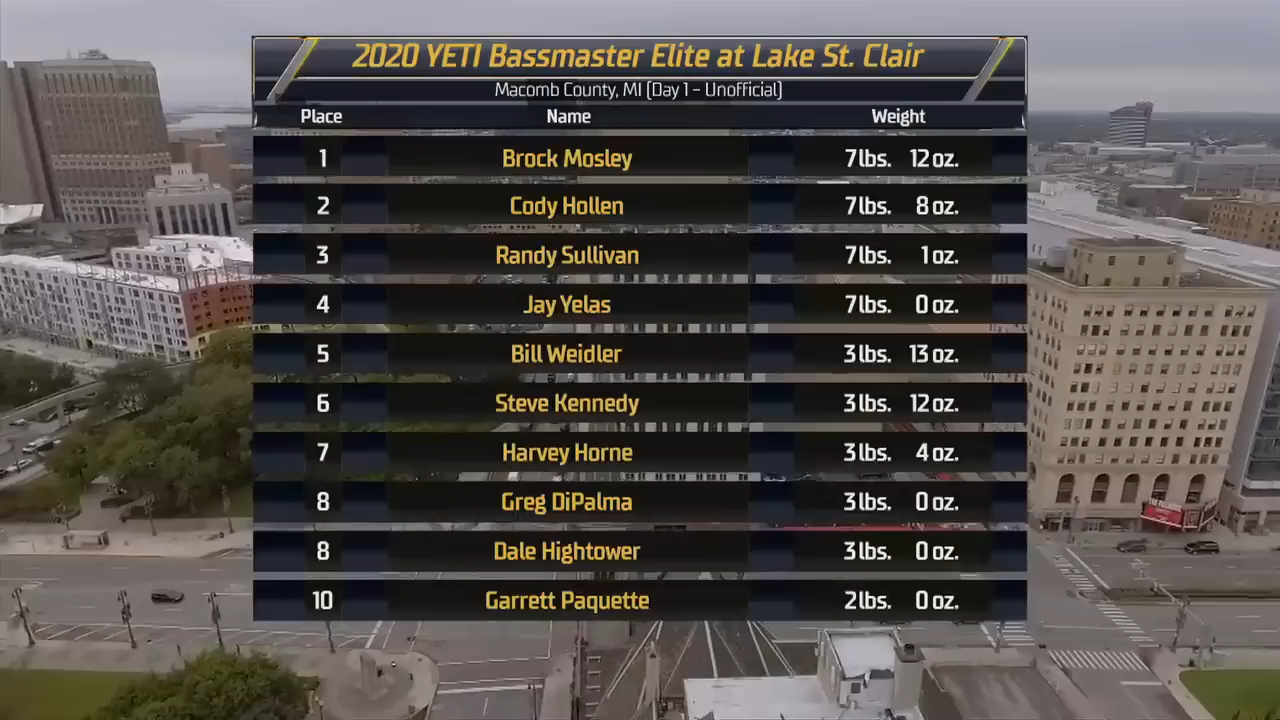 2020 YETI Bassmaster Elite at Lake St. Clair
Macomb County, MI (Day 1 - Unofficial)
Place Name Weight
1 Brock Mosley 7 lbs. 12 oz.
2 Cody Hollen 7 lbs. 8 oz.
3 Randy Sullivan 7 lbs. 1 oz.
4 Jay Yelas 7 lbs. 0 oz.
5 Bill Weidler 3 lbs. 13 oz.
6 Steve Kennedy 3 lbs. 12 oz.
7 Harvey Horne 3 lbs. 4 oz.
8 Greg DiPalma 3 lbs. 0 oz.
8 Dale Hightower 3 lbs. 0 oz.
10 Garrett Paquette 2 lbs. 0 oz.